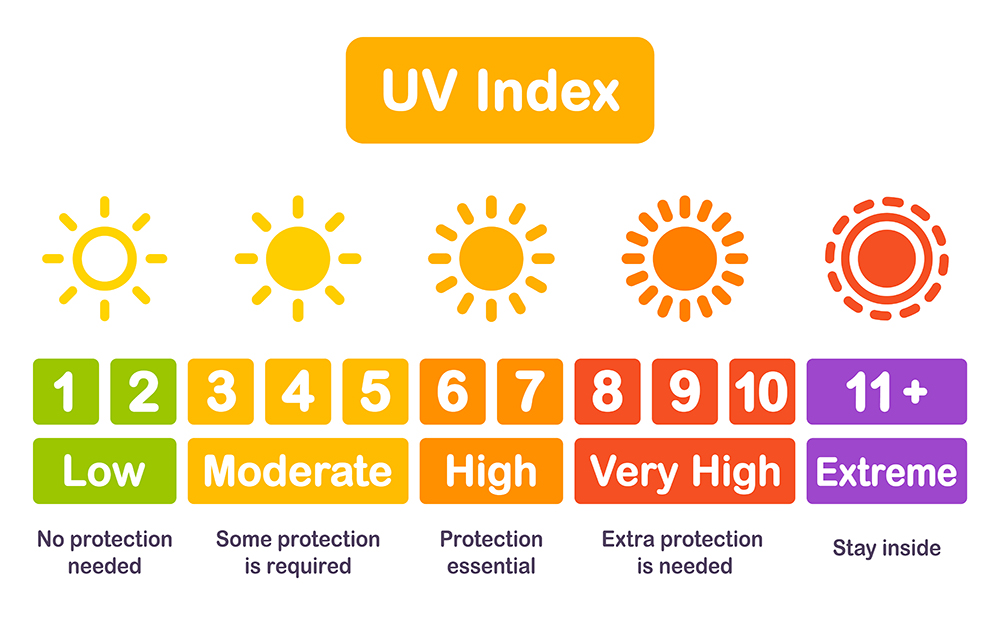 UV Index
1 2 3 4 5 6 7 8 9 10 11+
Low Moderate High Very High Extreme
No protection
needed
Some protection
is required
Protection
essential
Extra protection
is needed
Stay inside